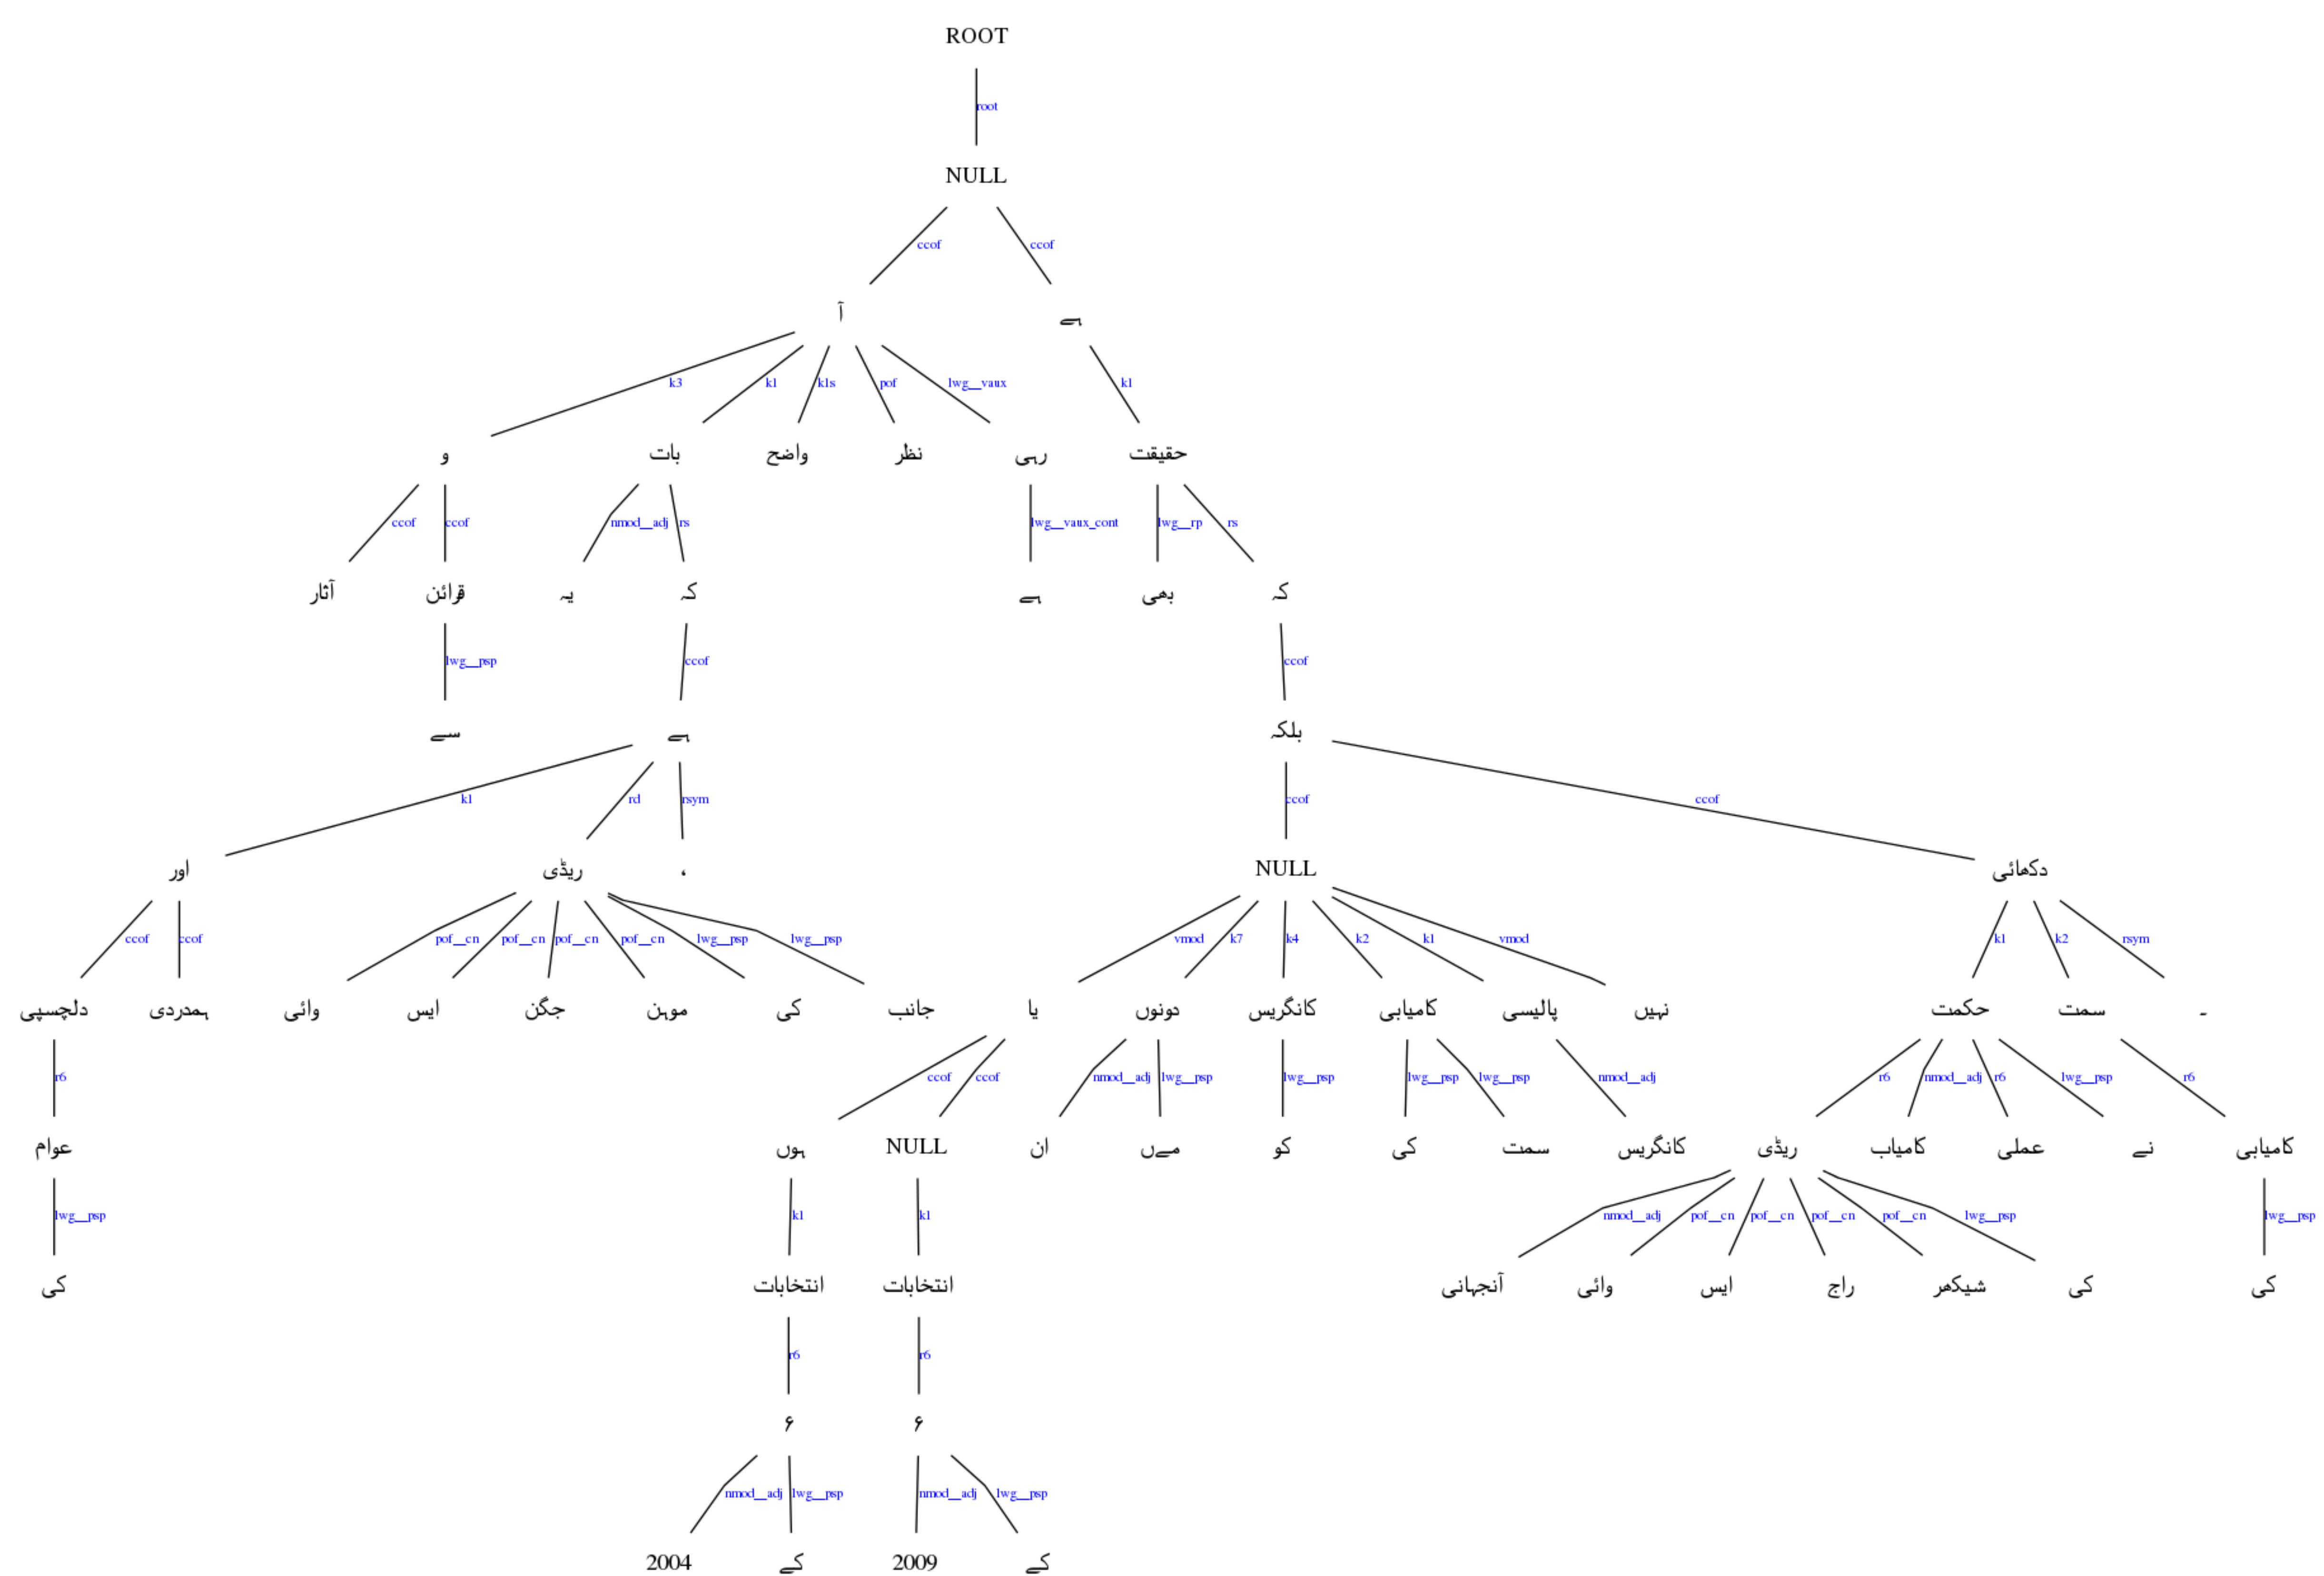 ROOT
root
NULL
ccof ccof
آ ہے
k3 k1 k1s pof lwg__vaux k1
و بات واضح نظر رہی حقیقت
ccof ccof nmod__adj rs lwg__vaux_cont lwg__rp rs
آثار قرائن یہ کہ ہے بھی کہ
lwg__psp ccof ccof
سے ہے بلکہ
k1 rd rsym ccof ccof
اور ریڈی ، NULL دکھائی
ccof ccof pof__cn pof__cn pof__cn pof__cn lwg__psp lwg__psp vmod k7 k4 k2 k1 vmod k1 k2 rsym
دلچسپی ہمدردی وائی ایس جگن موہن کی جانب یا دونوں کانگریس کامیابی پالیسی نہیں حکمت سمت ۔
r6 ccof ccof nmod__adj lwg__psp lwg__psp lwg__psp lwg__psp nmod__adj r6 nmod__adj r6 lwg__psp r6
عوام ہوں NULL ان مےں کو کی سمت کانگریس ریڈی کامیاب عملی نے کامیابی
lwg__psp k1 k1 nmod__adj pof__cn pof__cn pof__cn pof__cn lwg__psp lwg__psp
کی انتخابات انتخابات آنجہانی وائی ایس راج شیکھر کی کی
r6 r6
۶ ۶
nmod__adj lwg__psp nmod__adj lwg__psp
2004 کے 2009 کے